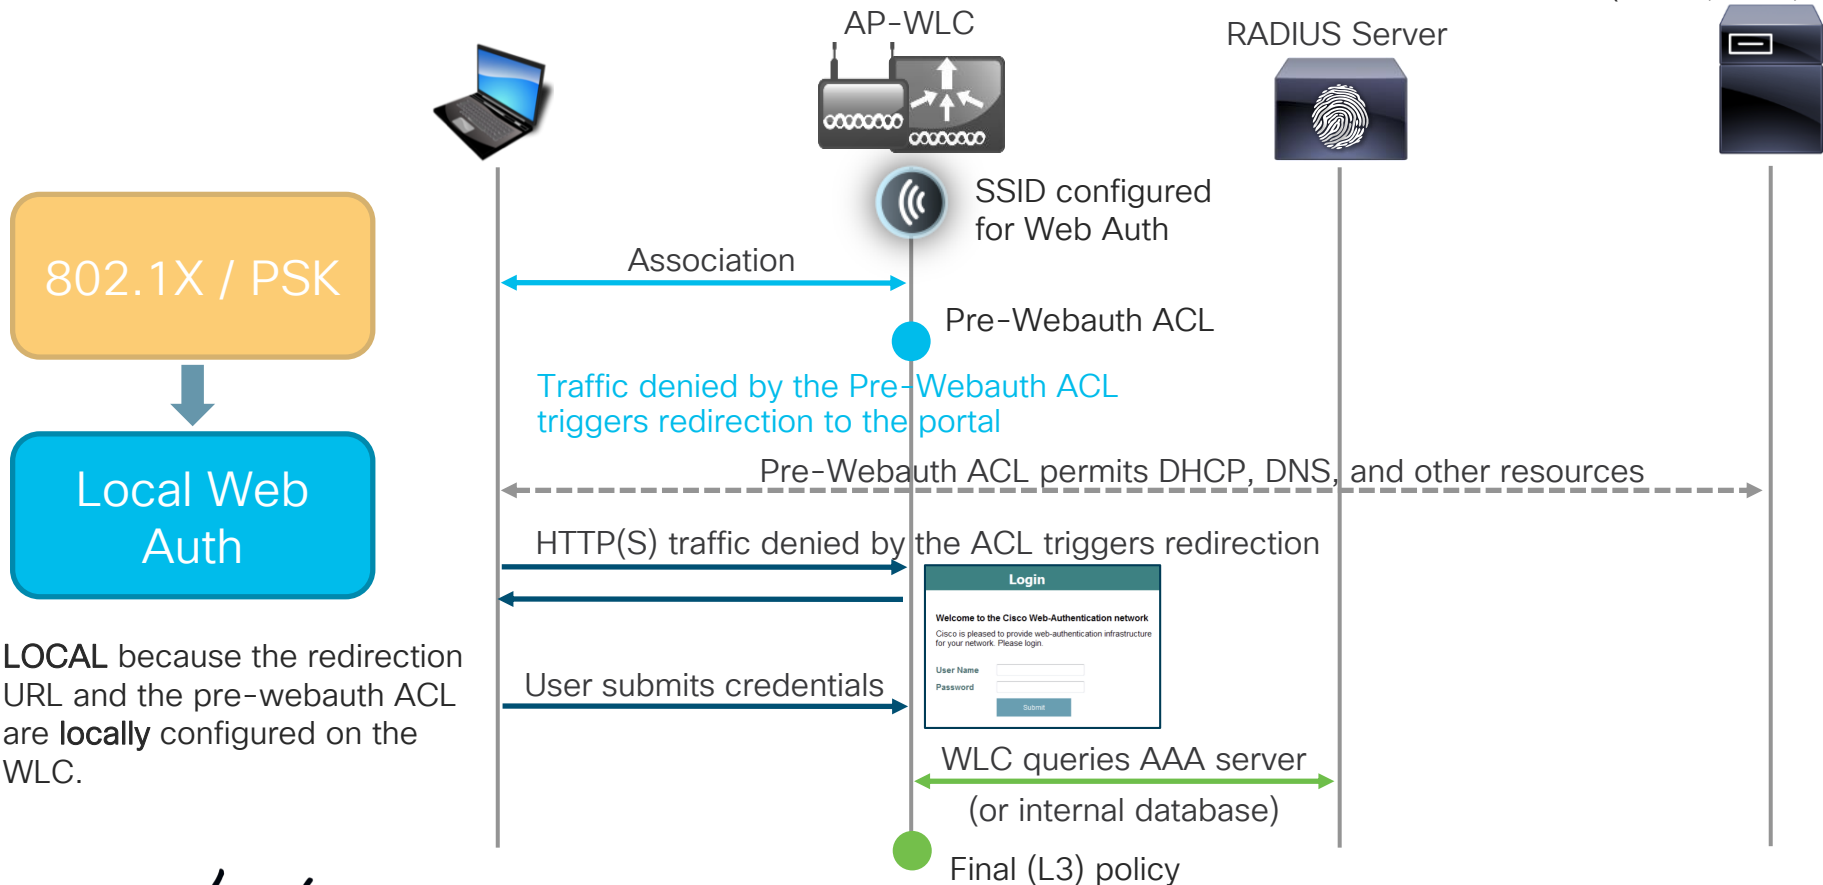 AP-WLC
RADIUS Server
SSID configured
for Web Auth
802.1X / PSK
Association
Pre-Webauth ACL
Traffic denied by the Pre-Webauth ACL
triggers redirection to the portal
Pre-Webauth ACL permits DHCP, DNS, and other resources
Local Web
Auth
HTTP(S) traffic denied by the ACL triggers redirection
Login
Welcome to the Cisco Web-Authentication network
Cisco is pleased to provide web-authentication infrastructure
for your network. Please login.
User Name
Password
Submit
LOCAL because the redirection
URL and the pre-webauth ACL
are locally configured on the
WLC.
User submits credentials
WLC queries AAA server
(or internal database)
Final (L3) policy